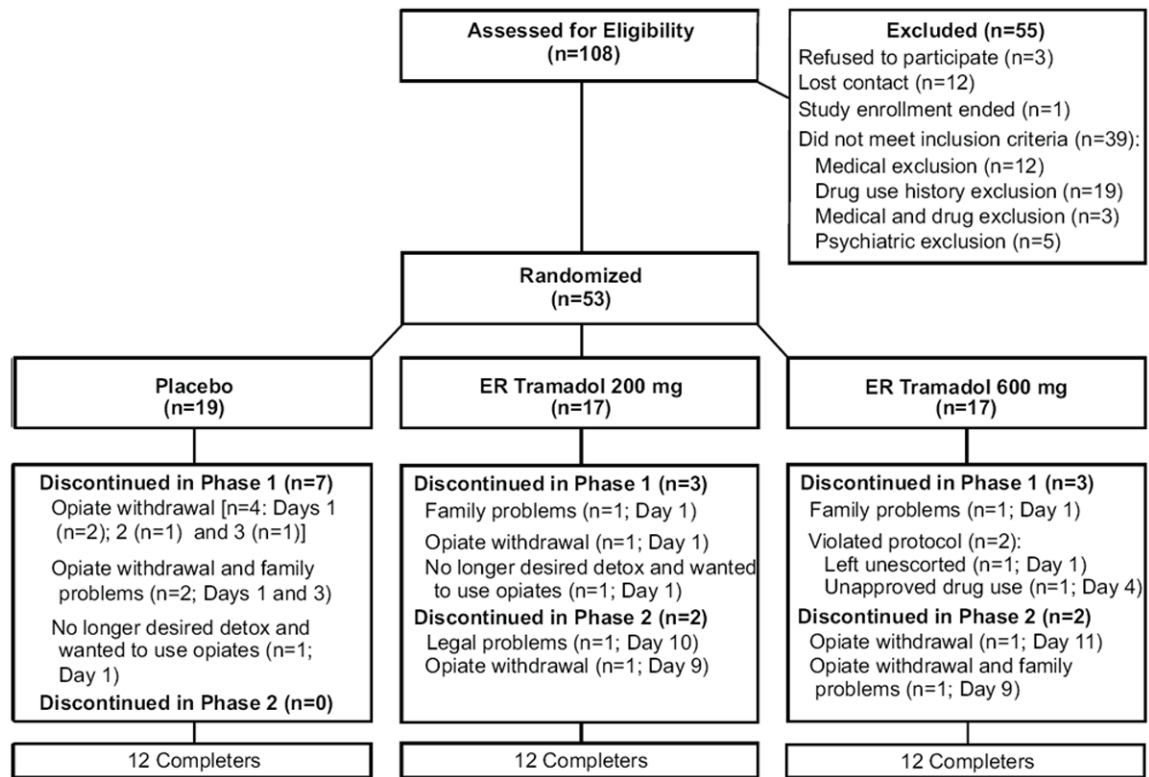 Assessed for Eligibility
(n=108)
Excluded (n=55)
Refused to participate (n=3)
Lost contact (n=12)
Study enrollment ended (n=1)
Did not meet inclusion criteria (n=39):
Medical exclusion (n=12)
Drug use history exclusion (n=19)
Medical and drug exclusion (n=3)
Psychiatric exclusion (n=5)
Randomized
(n=53)
Placebo
(n=19)
ER Tramadol 200 mg
(n=17)
ER Tramadol 600 mg
(n=17)
Discontinued in Phase 1 (n=7)
Opiate withdrawal [n=4: Days 1
(n=2); 2 (n=1) and 3 (n=1)]
Opiate withdrawal and family
problems (n=2; Days 1 and 3)
No longer desired detox and
wanted to use opiates (n=1;
Day 1)
Discontinued in Phase 2 (n=0)
Discontinued in Phase 1 (n=3)
Family problems (n=1; Day 1)
Opiate withdrawal (n=1; Day 1)
No longer desired detox and wanted
to use opiates (n=1; Day 1)
Discontinued in Phase 2 (n=2)
Legal problems (n=1; Day 10)
Opiate withdrawal (n=1; Day 9)
Discontinued in Phase 1 (n=3)
Family problems (n=1; Day 1)
Violated protocol (n=2):
Left unescorted (n=1; Day 1)
Unapproved drug use (n=1; Day 4)
Discontinued in Phase 2 (n=2)
Opiate withdrawal (n=1; Day 11)
Opiate withdrawal and family
problems (n=1; Day 9)
12 Completers
12 Completers
12 Completers